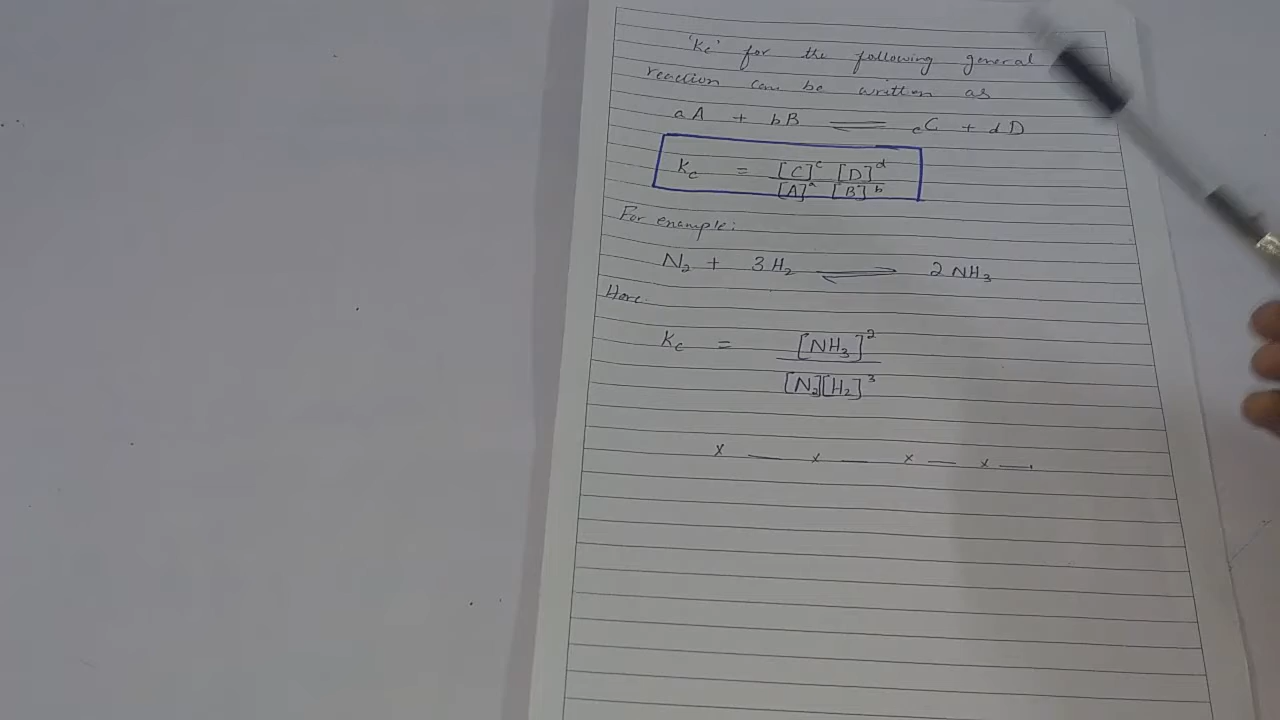 'Kc' for the following general
reaction can be written as
aA + bB ⇌ cC + dD
Kc = [C]^c [D]^d / [A]^a [B]^b
For example:
N₂ + 3H₂ ⇌ 2NH₃
Here
Kc = [NH₃]² / [N₂][H₂]³
x — x — x — x —.